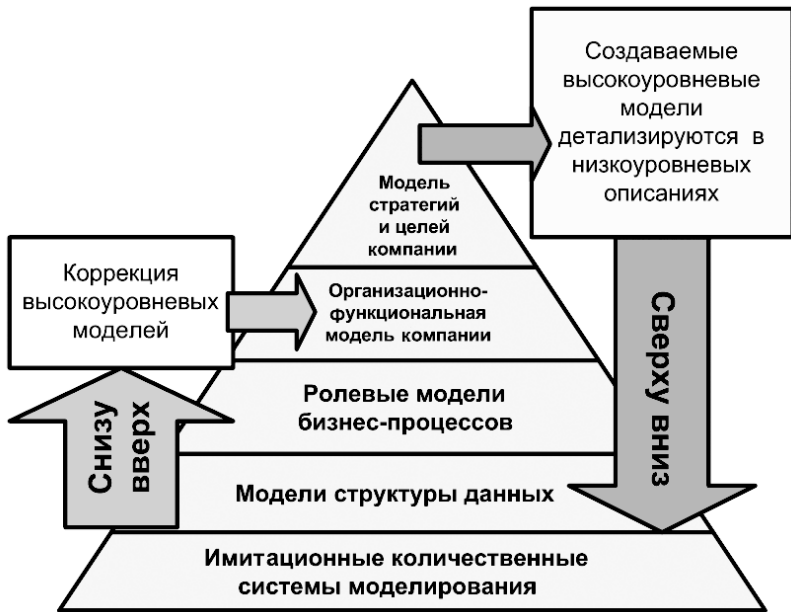 Создаваемые
высокоуровневые
модели
детализируются в
низкоуровневых
описаниях
Модель
стратегий
и целей
компании
Коррекция
высокоуровневых
моделей
Организационно-
функциональная
модель компании
Ролевые модели
бизнес-процессов
Снизу
вверх
Сверху вниз
Модели структуры данных
Имитационные количественные
системы моделирования